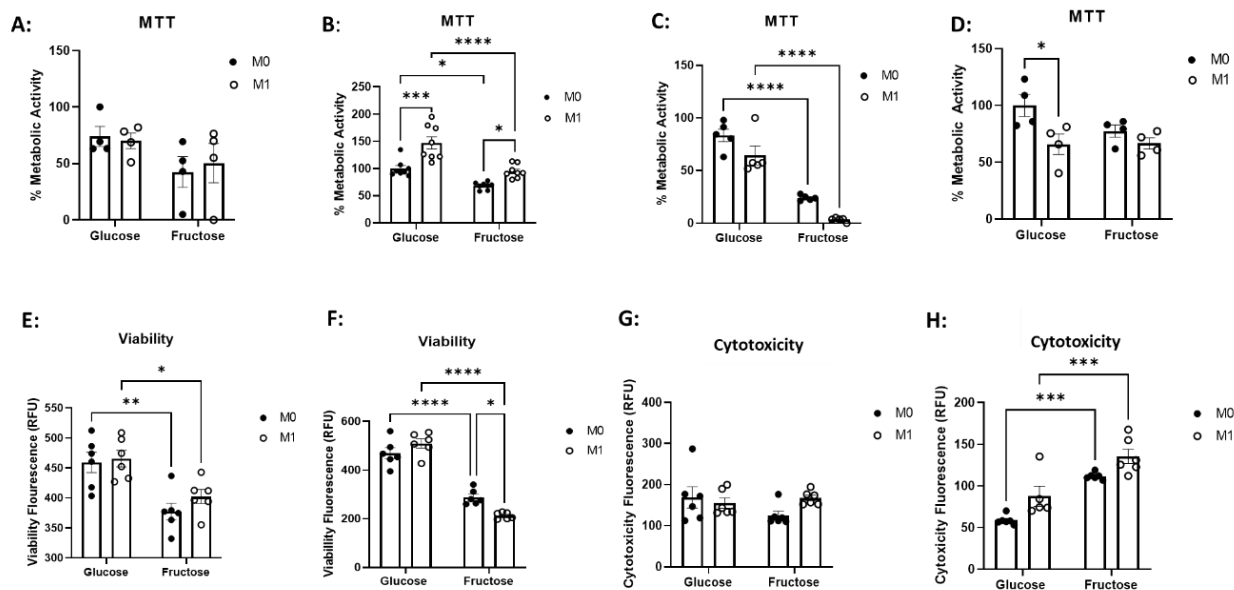 A:
MTT
% Metabolic Activity
150
100
50
0
Glucose
Fructose
M0
M1
B:
MTT
****
*
***
*
% Metabolic Activity
250
200
150
100
50
0
Glucose
Fructose
M0
M1
C:
MTT
****
****
% Metabolic Activity
150
100
50
0
Glucose
Fructose
M0
M1
D:
MTT
*
% Metabolic Activity
150
100
50
0
Glucose
Fructose
M0
M1
E:
Viability
*
**
Viability Flourescence (RFU)
550
500
450
400
350
300
Glucose
Fructose
M0
M1
F:
Viability
****
****
*
Viabillity Fluorescence (RFU)
600
400
200
0
Glucose
Fructose
M0
M1
G:
Cytotoxicity
Cytotoxicity Fluorescence (RFU)
400
300
200
100
0
Glucose
Fructose
M0
M1
H:
Cytotoxicity
***
***
Cytoxicity Fluorescence (RFU)
200
150
100
50
0
Glucose
Fructose
M0
M1